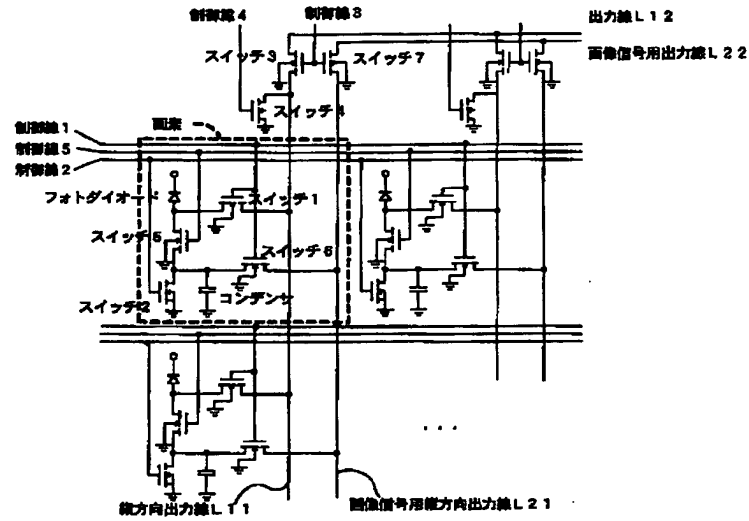 制御線4
制御線3
出力線L12
スイッチ3
スイッチ7
画像信号用出力線L22
スイッチ4
画素
制御線1
制御線5
制御線2
フォトダイオード
スイッチ1
スイッチ5
スイッチ6
スイッチ2
コンデンサ
...
縦方向出力線L11
画像信号用縦方向出力線L21